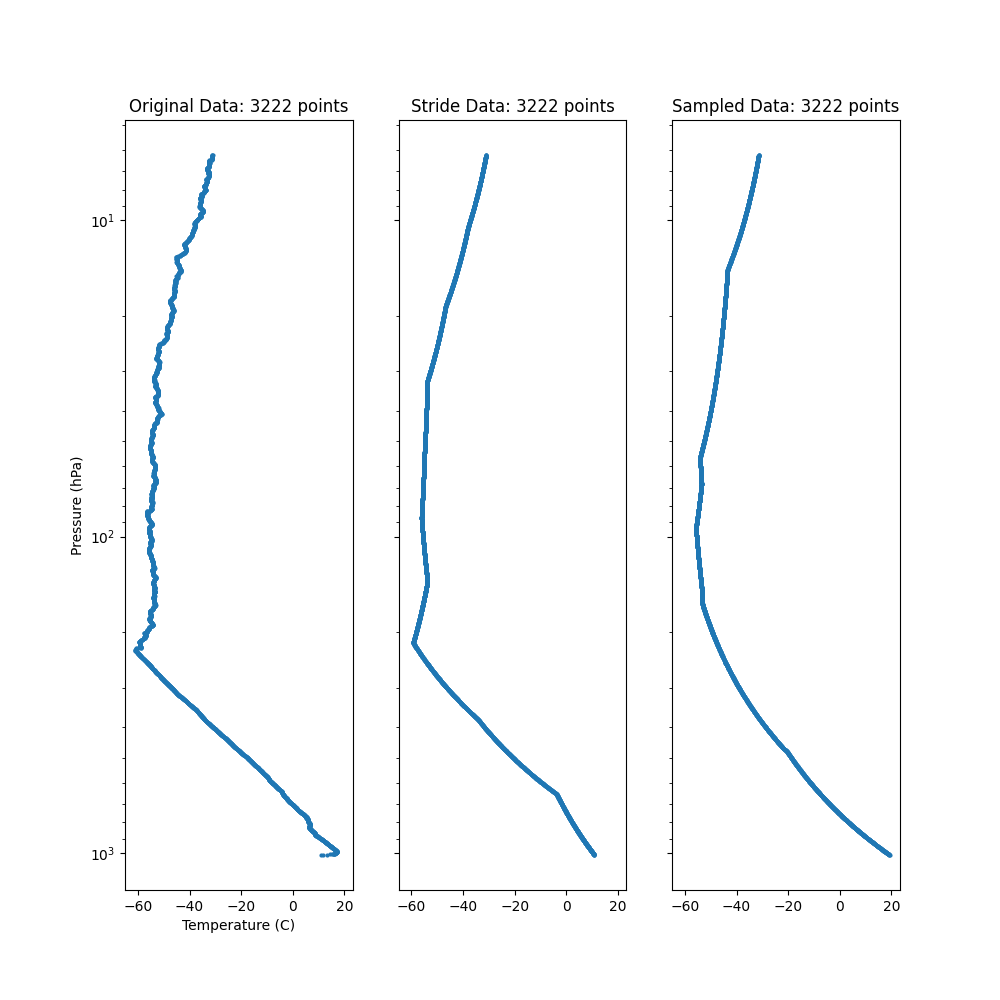 Original Data: 3222 points
Stride Data: 3222 points
Sampled Data: 3222 points
Pressure (hPa)
10¹
10²
10³
−60 −40 −20 0 20
−60 −40 −20 0 20
−60 −40 −20 0 20
Temperature (C)